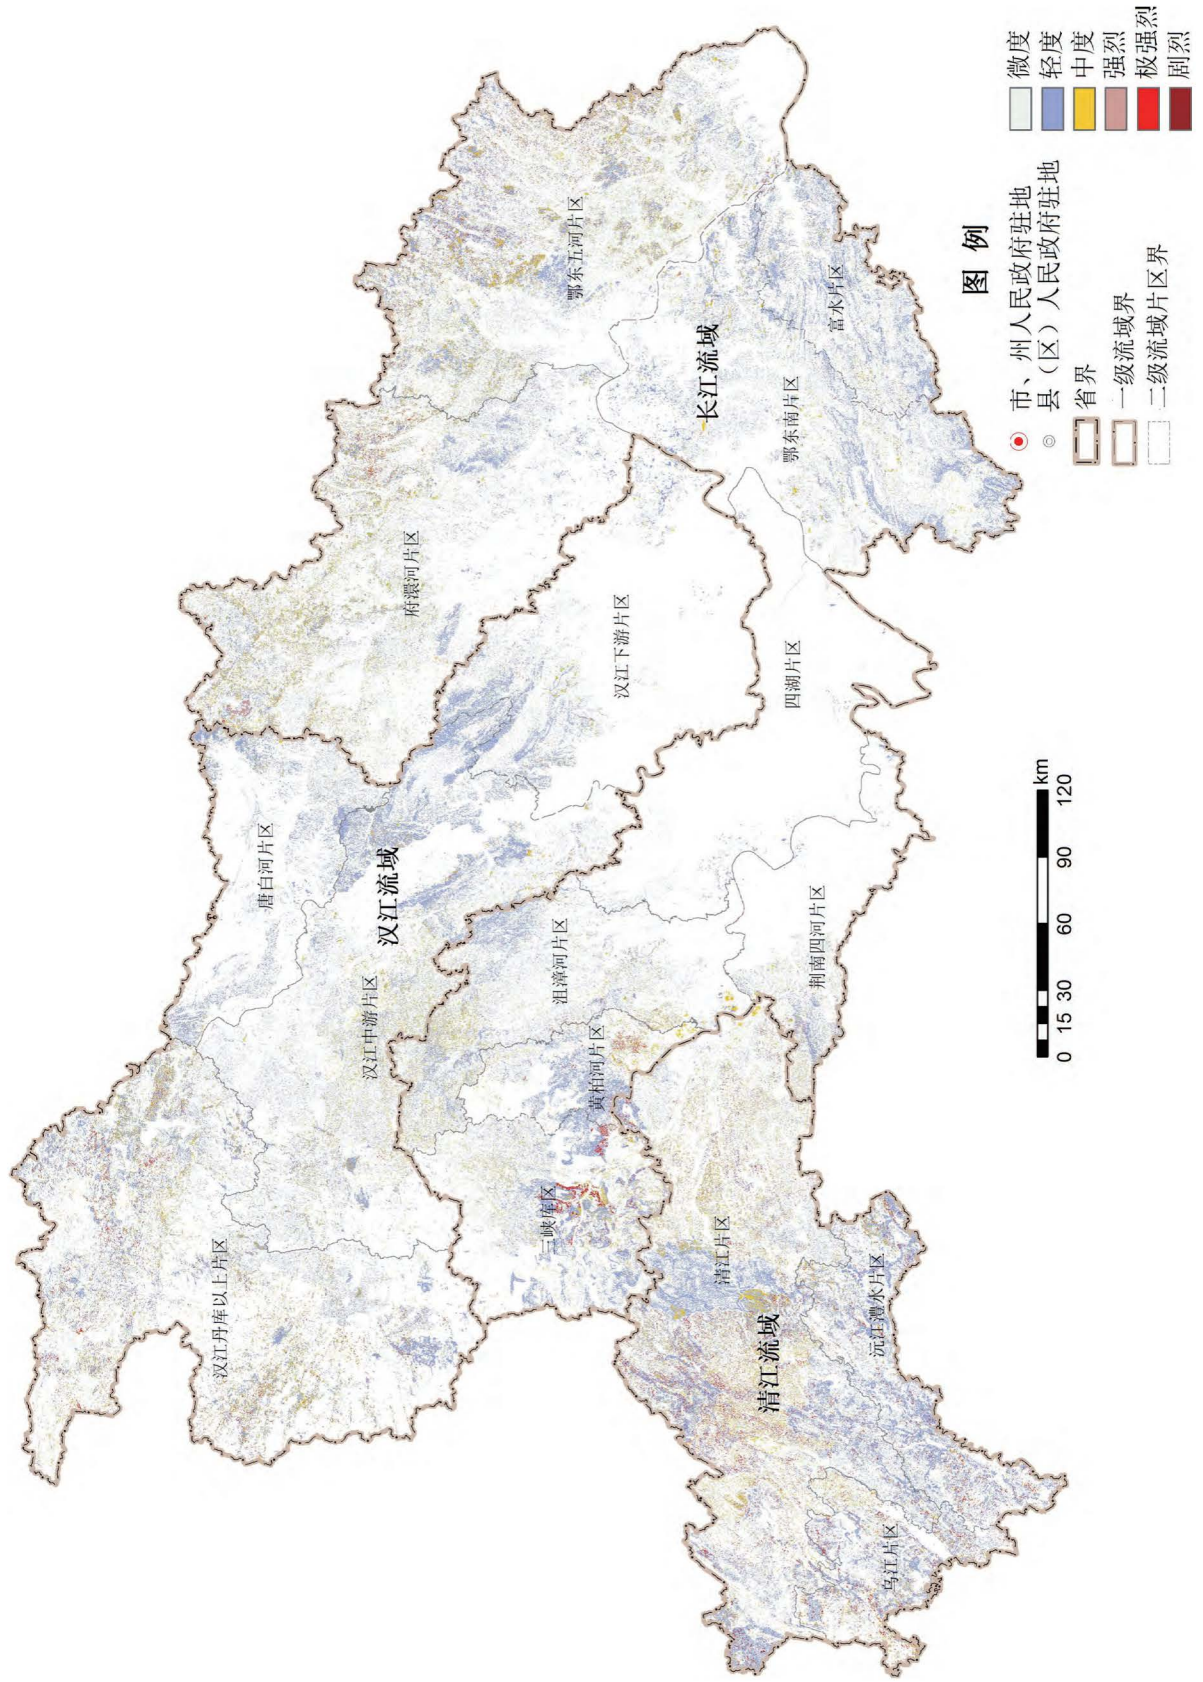 唐白河片区
汉江丹库以上片区
汉江中游片区
汉江流域
府澴河片区
鄂东五河片区
沮漳河片区
黄柏河片区
三峡库区
汉江下游片区
长江流域
鄂东南片区
富水片区
四湖片区
荆南四河片区
清江片区
清江流域
沅江澧水片区
乌江片区
图 例
市、州人民政府驻地
县（区）人民政府驻地
省界
一级流域界
二级流域片区界
微度
轻度
中度
强烈
极强烈
剧烈
0 15 30 60 90 120 km